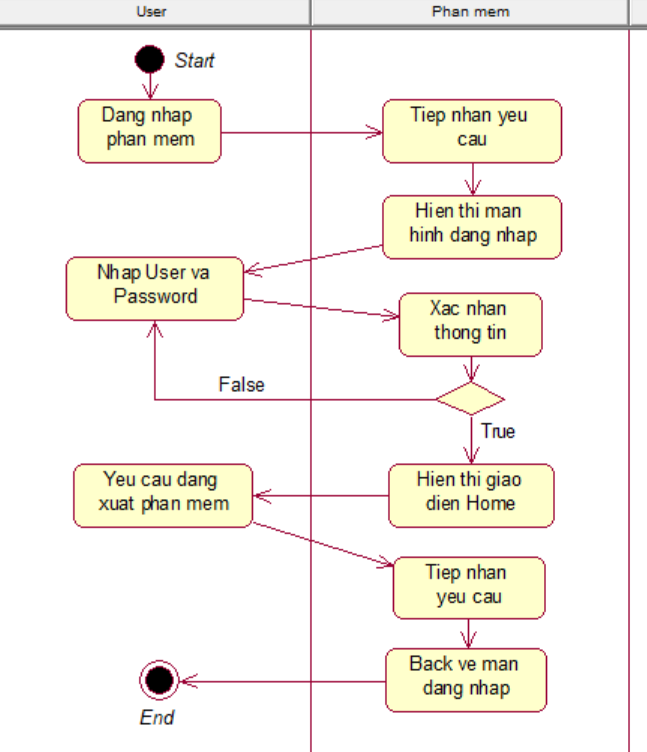 User
Phan mem
Start
Dang nhap
phan mem
Tiep nhan yeu
cau
Hien thi man
hinh dang nhap
Nhap User va
Password
Xac nhan
thong tin
False
True
Yeu cau dang
xuat phan mem
Hien thi giao
dien Home
Tiep nhan
yeu cau
Back ve man
dang nhap
End